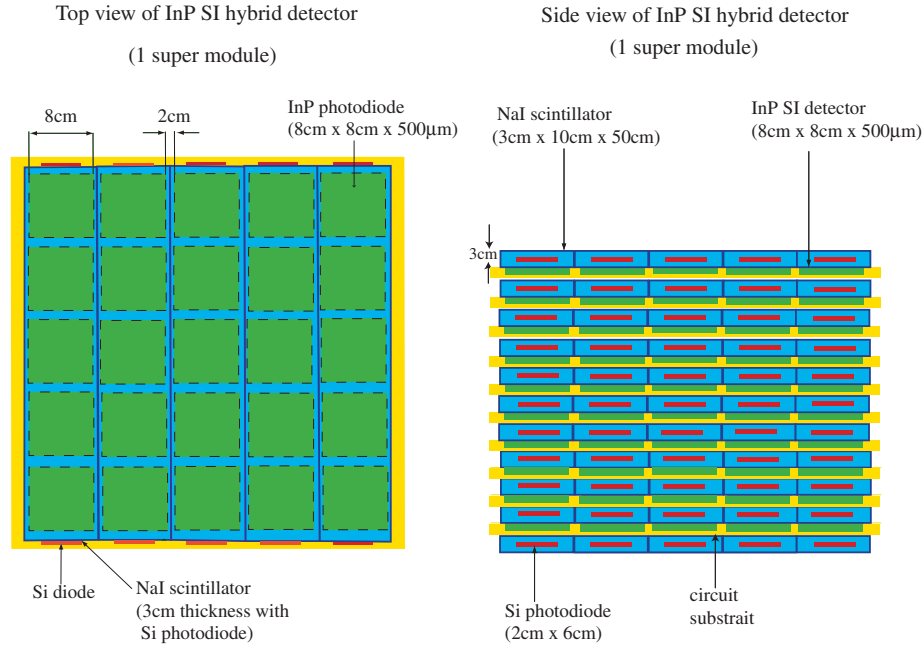 Top view of InP SI hybrid detector
(1 super module)
8cm
2cm
InP photodiode
(8cm x 8cm x 500μm)
Si diode
NaI scintillator
(3cm thickness with
Si photodiode)
Side view of InP SI hybrid detector
(1 super module)
NaI scintillator
(3cm x 10cm x 50cm)
InP SI detector
(8cm x 8cm x 500μm)
3cm
Si photodiode
(2cm x 6cm)
circuit
substrait